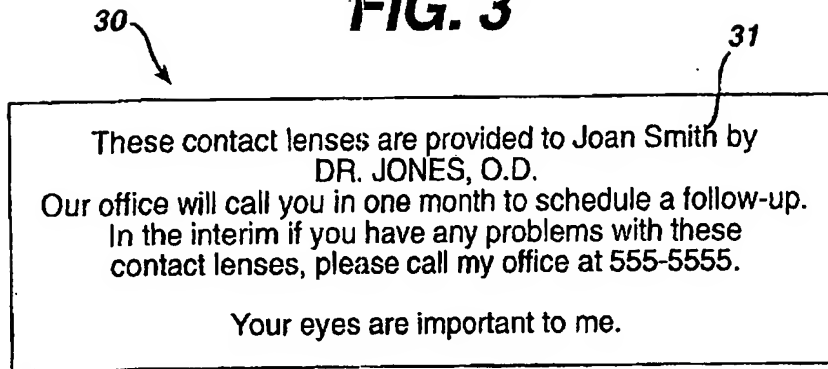 FIG. 3
30
31
These contact lenses are provided to Joan Smith by
DR. JONES, O.D.
Our office will call you in one month to schedule a follow-up.
In the interim if you have any problems with these
contact lenses, please call my office at 555-5555.
Your eyes are important to me.